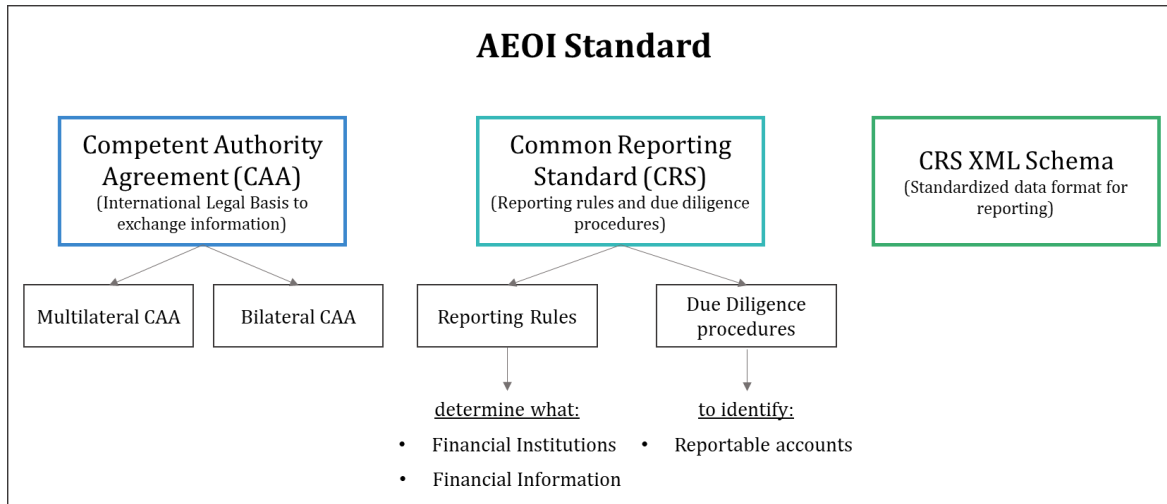 AEOI Standard
Competent Authority
Agreement (CAA)
(International Legal Basis to
exchange information)
Common Reporting
Standard (CRS)
(Reporting rules and due diligence
procedures)
CRS XML Schema
(Standardized data format for
reporting)
Multilateral CAA
Bilateral CAA
Reporting Rules
Due Diligence
procedures
determine what:
• Financial Institutions
• Financial Information
to identify:
• Reportable accounts